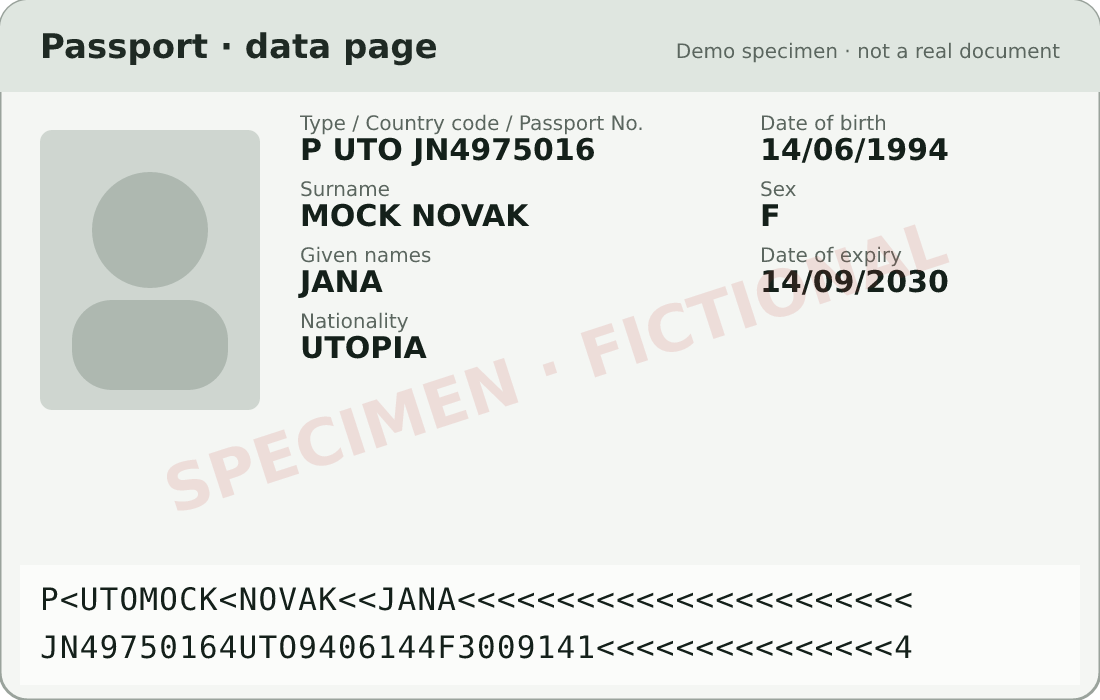 Passport · data page
Demo specimen · not a real document
Type / Country code / Passport No.
P UTO JN4975016
Date of birth
14/06/1994
Surname
MOCK NOVAK
Sex
F
Given names
JANA
Date of expiry
14/09/2030
Nationality
UTOPIA
SPECIMEN · FICTIONAL
P<UTOMOCK<NOVAK<<JANA<<<<<<<<<<<<<<<<<<<<<<<
JN49750164UTO9406144F3009141<<<<<<<<<<<<<<<4